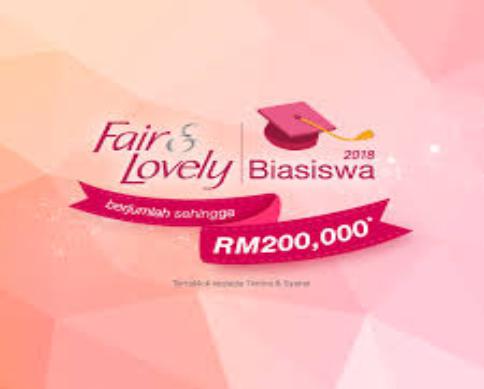 Fair & Lovely
2018
Biasiswa
berjumlah sehingga
RM200,000*
Tertakluk kepada Terma & Syarat